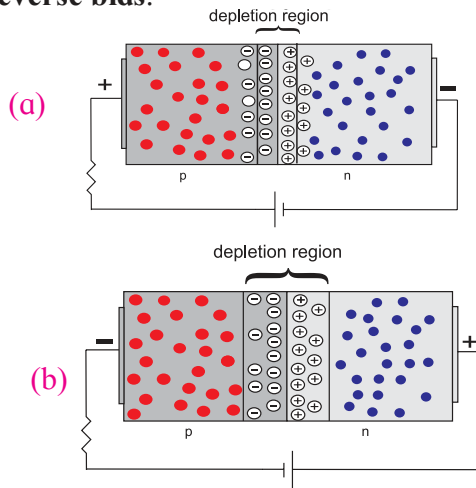 everse bias.
depletion region
+
−
(a)
p
n
depletion region
−
+
(b)
p
n